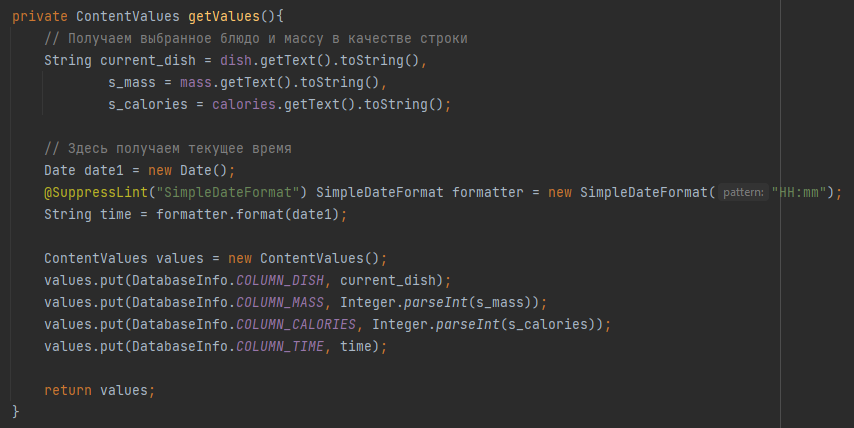 private ContentValues getValues(){
// Получаем выбранное блюдо и массу в качестве строки
String current_dish = dish.getText().toString(),
s_mass = mass.getText().toString(),
s_calories = calories.getText().toString();
// Здесь получаем текущее время
Date date1 = new Date();
@SuppressLint("SimpleDateFormat") SimpleDateFormat formatter = new SimpleDateFormat( pattern: "HH:mm");
String time = formatter.format(date1);
ContentValues values = new ContentValues();
values.put(DatabaseInfo.COLUMN_DISH, current_dish);
values.put(DatabaseInfo.COLUMN_MASS, Integer.parseInt(s_mass));
values.put(DatabaseInfo.COLUMN_CALORIES, Integer.parseInt(s_calories));
values.put(DatabaseInfo.COLUMN_TIME, time);
return values;
}